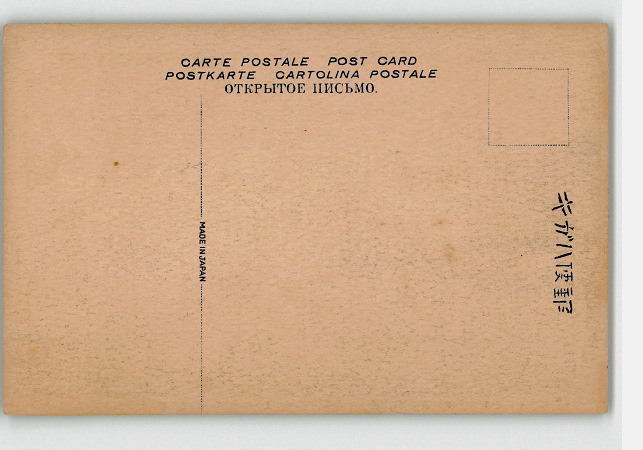 CARTE POSTALE POST CARD
POSTKARTE CARTOLINA POSTALE
ОТКРЫТОЕ ПИСЬМО.
MADE IN JAPAN
郵便ハガキ